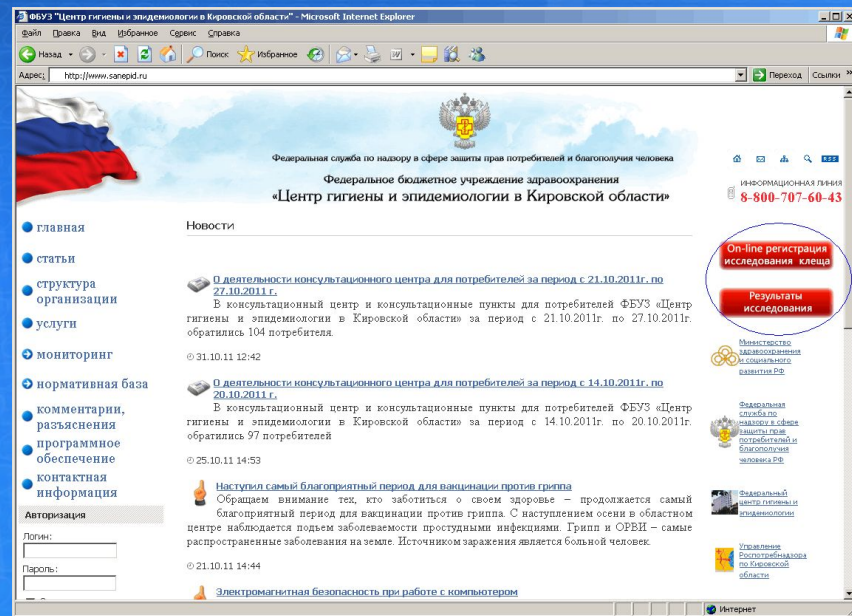 ФБУЗ "Центр гигиены и эпидемиологии в Кировской области" - Microsoft Internet Explorer
Файл Правка Вид Избранное Сервис Справка
Назад Поиск Избранное
Адрес: http://www.sanepid.ru Переход Ссылки »
Федеральная служба по надзору в сфере защиты прав потребителей и благополучия человека
Федеральное бюджетное учреждение здравоохранения
«Центр гигиены и эпидемиологии в Кировской области»
RSS
ИНФОРМАЦИОННАЯ ЛИНИЯ
8-800-707-60-43
главная
статьи
структура
организации
услуги
мониторинг
нормативная база
комментарии,
разъяснения
программное
обеспечение
контактная
информация
Авторизация
Логин:
Пароль:
Новости
О деятельности консультационного центра для потребителей за период с 21.10.2011г. по
27.10.2011 г.
В консультационный центр и консультационные пункты для потребителей ФБУЗ «Центр
гигиены и эпидемиологии в Кировской области» за период с 21.10.2011г. по 27.10.2011г.
обратились 104 потребителя.
31.10.11 12:42
О деятельности консультационного центра для потребителей за период с 14.10.2011г. по
20.10.2011 г.
В консультационный центр и консультационные пункты для потребителей ФБУЗ «Центр
гигиены и эпидемиологии в Кировской области» за период с 14.10.2011г. по 20.10.2011г.
обратились 97 потребителей
25.10.11 14:53
Наступил самый благоприятный период для вакцинации против гриппа
Обращаем внимание тех, кто заботиться о своем здоровье – продолжается самый
благоприятный период для вакцинации против гриппа. С наступлением осени в областном
центре наблюдается подъем заболеваемости простудными инфекциями. Грипп и ОРВИ – самые
распространенные заболевания на земле. Источником заражения является больной человек.
21.10.11 14:44
Электромагнитная безопасность при работе с компьютером
On-line регистрация
исследования клеща
Результаты
исследования
Министерство
здравоохранения
и социального
развития РФ
Федеральная
служба по
надзору в сфере
защиты прав
потребителей и
благополучия
человека РФ
Федеральный
центр гигиены и
эпидемиологии
Управление
Роспотребнадзора
по Кировской
области
Интернет